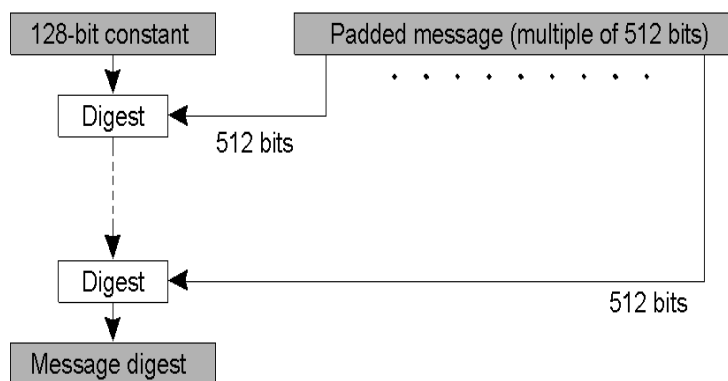 128-bit constant
Padded message (multiple of 512 bits)
Digest
512 bits
Digest
512 bits
Message digest